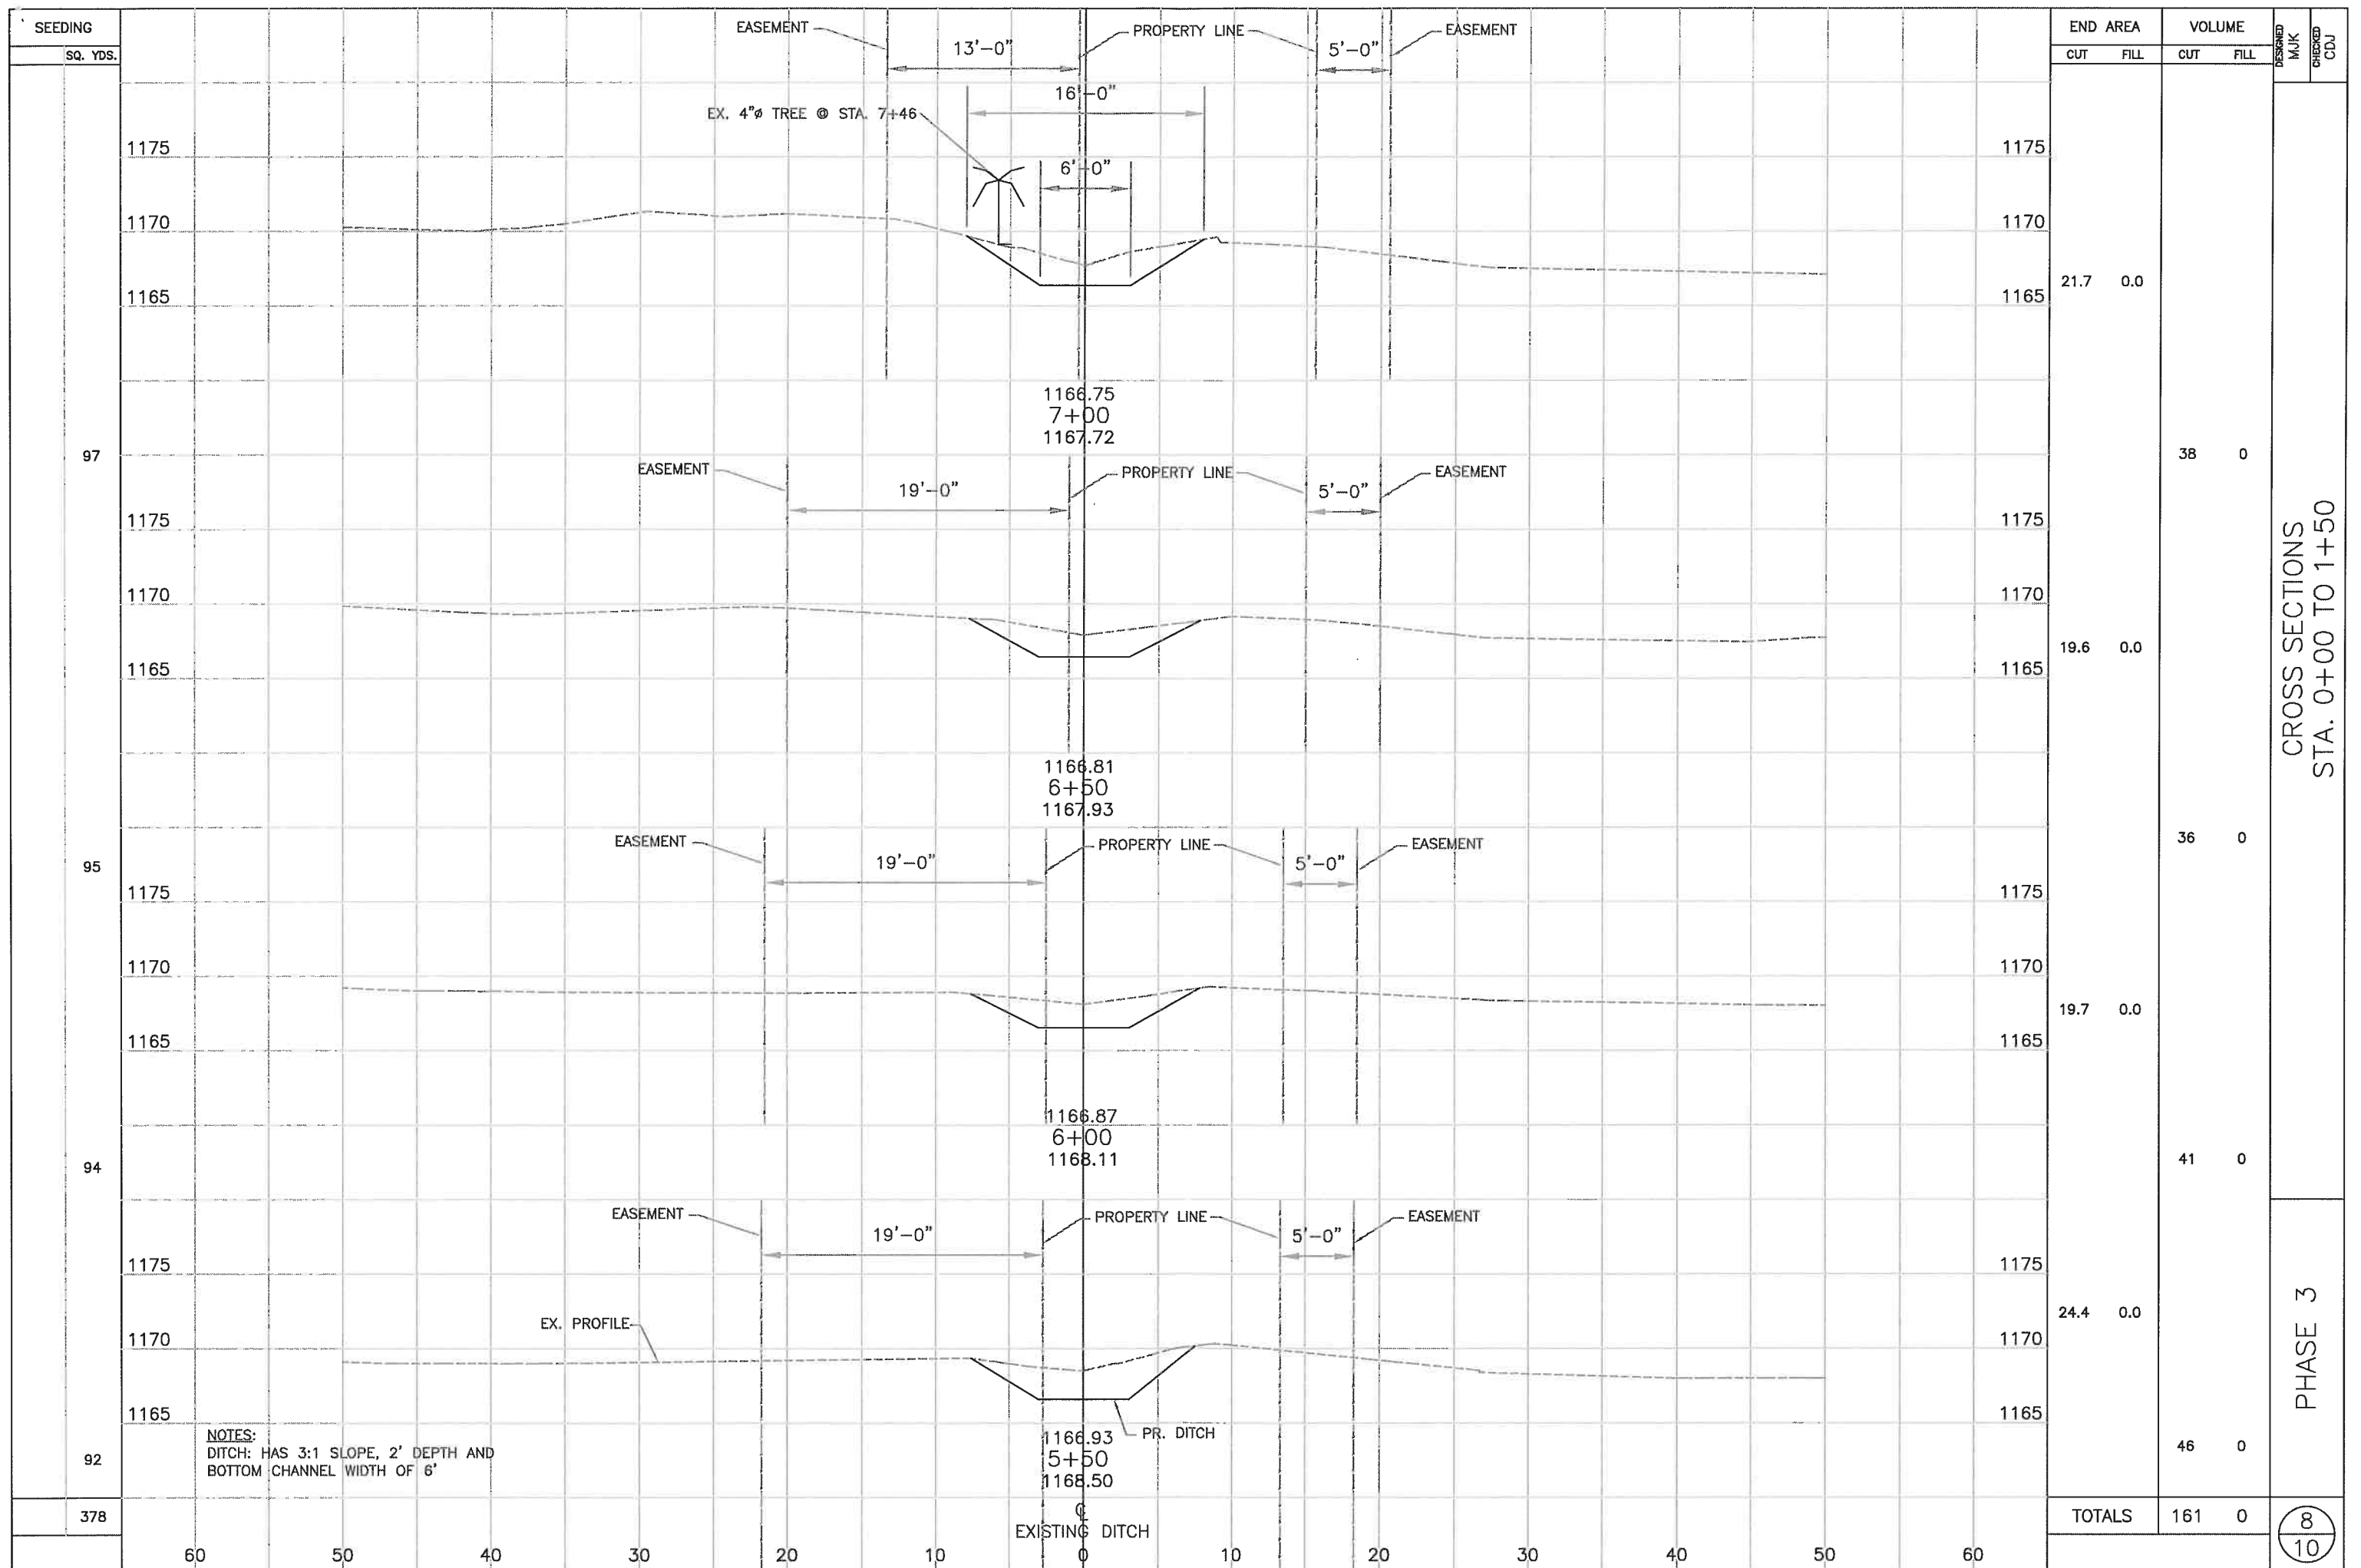 SEEDING
SQ. YDS.
END AREA
VOLUME
CUT FILL CUT FILL
DESIGNED
MJK
CHECKED
CDJ
EASEMENT
13'-0"
PROPERTY LINE
5'-0"
EASEMENT
16'-0"
EX. 4"ø TREE @ STA. 7+46
6'-0"
1175 1175
1170 1170
1165 1165
21.7 0.0
1166.75
7+00
1167.72
97
38 0
EASEMENT
19'-0"
PROPERTY LINE
5'-0"
EASEMENT
1175 1175
1170 1170
1165 1165
19.6 0.0
1166.81
6+50
1167.93
95
36 0
EASEMENT
19'-0"
PROPERTY LINE
5'-0"
EASEMENT
1175 1175
1170 1170
1165 1165
19.7 0.0
1166.87
6+00
1168.11
94
41 0
EASEMENT
19'-0"
PROPERTY LINE
5'-0"
EASEMENT
1175 1175
EX. PROFILE
1170 1170
1165 1165
24.4 0.0
PR. DITCH
1166.93
5+50
1168.50
NOTES:
DITCH: HAS 3:1 SLOPE, 2' DEPTH AND
BOTTOM CHANNEL WIDTH OF 6'
92
46 0
378
℄
EXISTING DITCH
TOTALS 161 0
60 50 40 30 20 10 0 10 20 30 40 50 60
CROSS SECTIONS
STA. 0+00 TO 1+50
PHASE 3
8
10